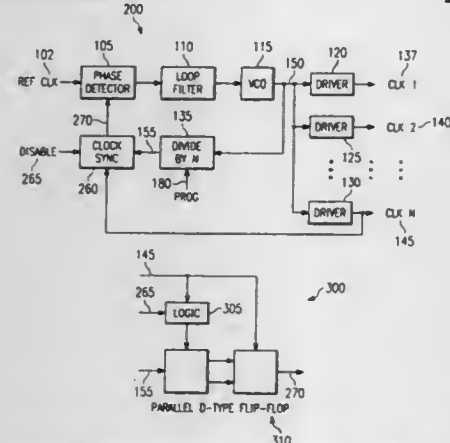 200
102
105
110
115
120
137
REF CLK
PHASE DETECTOR
LOOP FILTER
VCO
150
DRIVER
CLK 1
270
135
155
DISABLE
265
CLOCK SYNC
260
DIVIDE BY N
180
PROG
DRIVER
125
CLK 2
140
130
DRIVER
CLK N
145
145
300
265
LOGIC
305
155
270
PARALLEL D-TYPE FLIP-FLOP
310